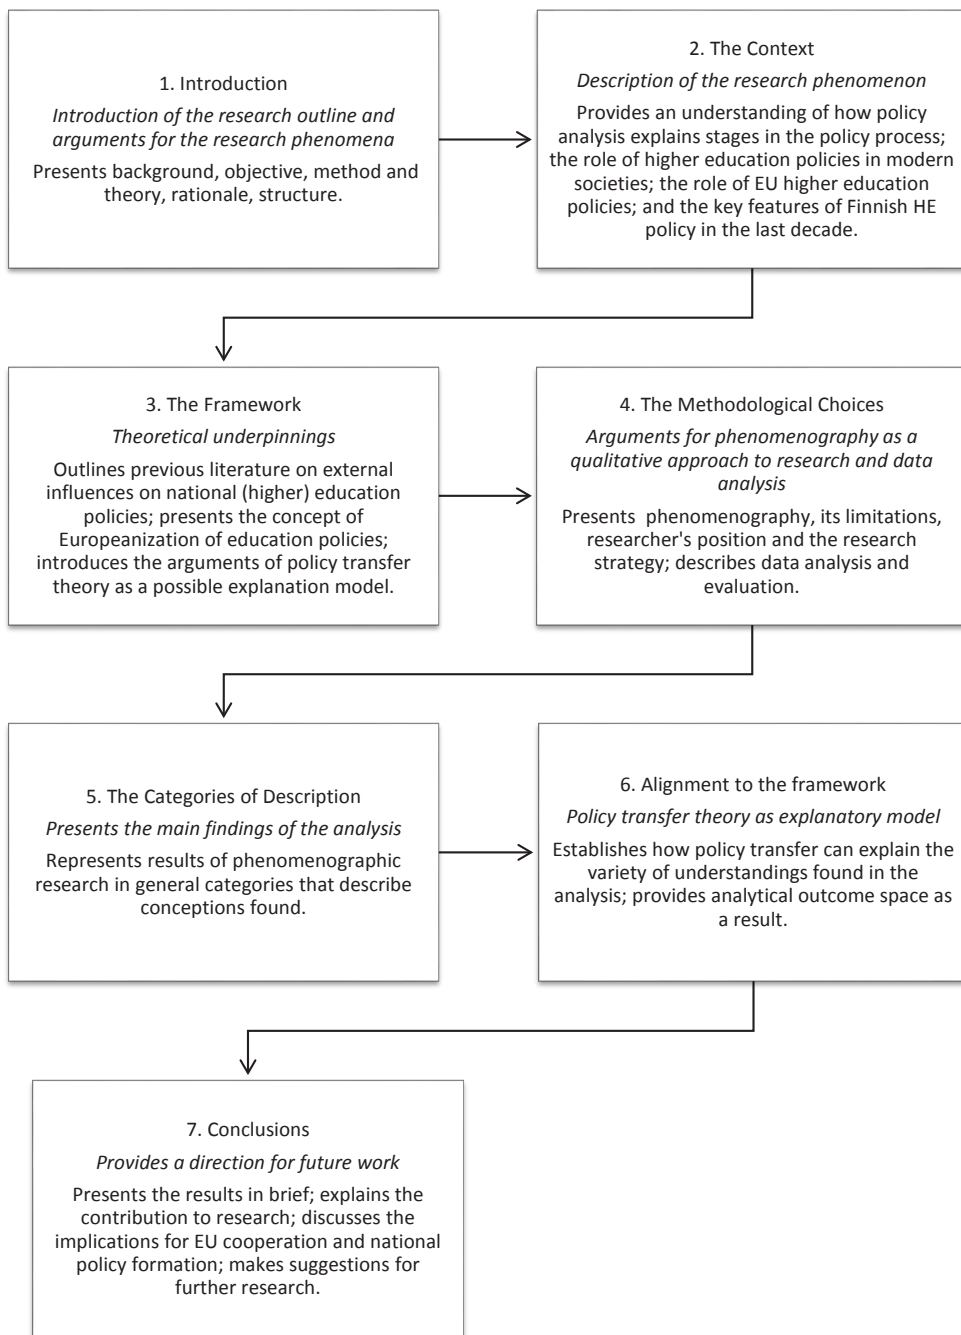 1. Introduction
Introduction of the research outline and
arguments for the research phenomena
Presents background, objective, method and
theory, rationale, structure.
2. The Context
Description of the research phenomenon
Provides an understanding of how policy
analysis explains stages in the policy process;
the role of higher education policies in modern
societies; the role of EU higher education
policies; and the key features of Finnish HE
policy in the last decade.
3. The Framework
Theoretical underpinnings
Outlines previous literature on external
influences on national (higher) education
policies; presents the concept of
Europeanization of education policies;
introduces the arguments of policy transfer
theory as a possible explanation model.
4. The Methodological Choices
Arguments for phenomenography as a
qualitative approach to research and data
analysis
Presents phenomenography, its limitations,
researcher's position and the research
strategy; describes data analysis and
evaluation.
5. The Categories of Description
Presents the main findings of the analysis
Represents results of phenomenographic
research in general categories that describe
conceptions found.
6. Alignment to the framework
Policy transfer theory as explanatory model
Establishes how policy transfer can explain the
variety of understandings found in the
analysis; provides analytical outcome space as
a result.
7. Conclusions
Provides a direction for future work
Presents the results in brief; explains the
contribution to research; discusses the
implications for EU cooperation and national
policy formation; makes suggestions for
further research.